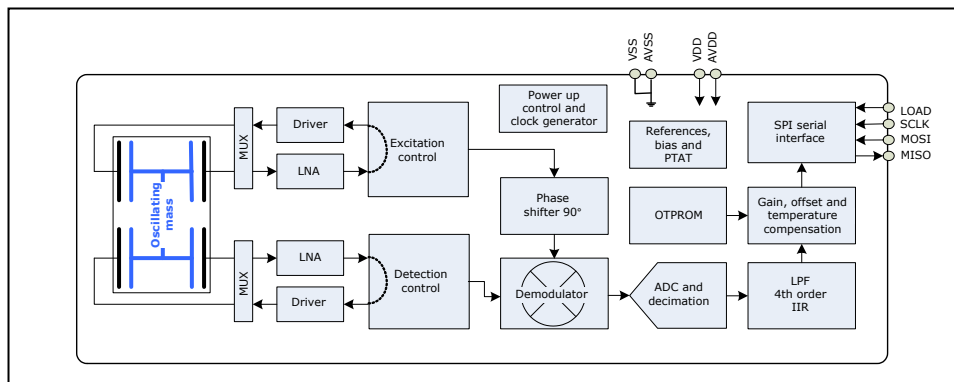 VSS
AVSS
VDD
AVDD
MUX
Driver
LNA
Excitation
control
Power up
control and
clock generator
References,
bias and
PTAT
SPI serial
interface
LOAD
SCLK
MOSI
MISO
Oscillating
mass
Phase
shifter 90°
OTPROM
Gain, offset and
temperature
compensation
MUX
LNA
Driver
Detection
control
Demodulator
ADC and
decimation
LPF
4th order
IIR